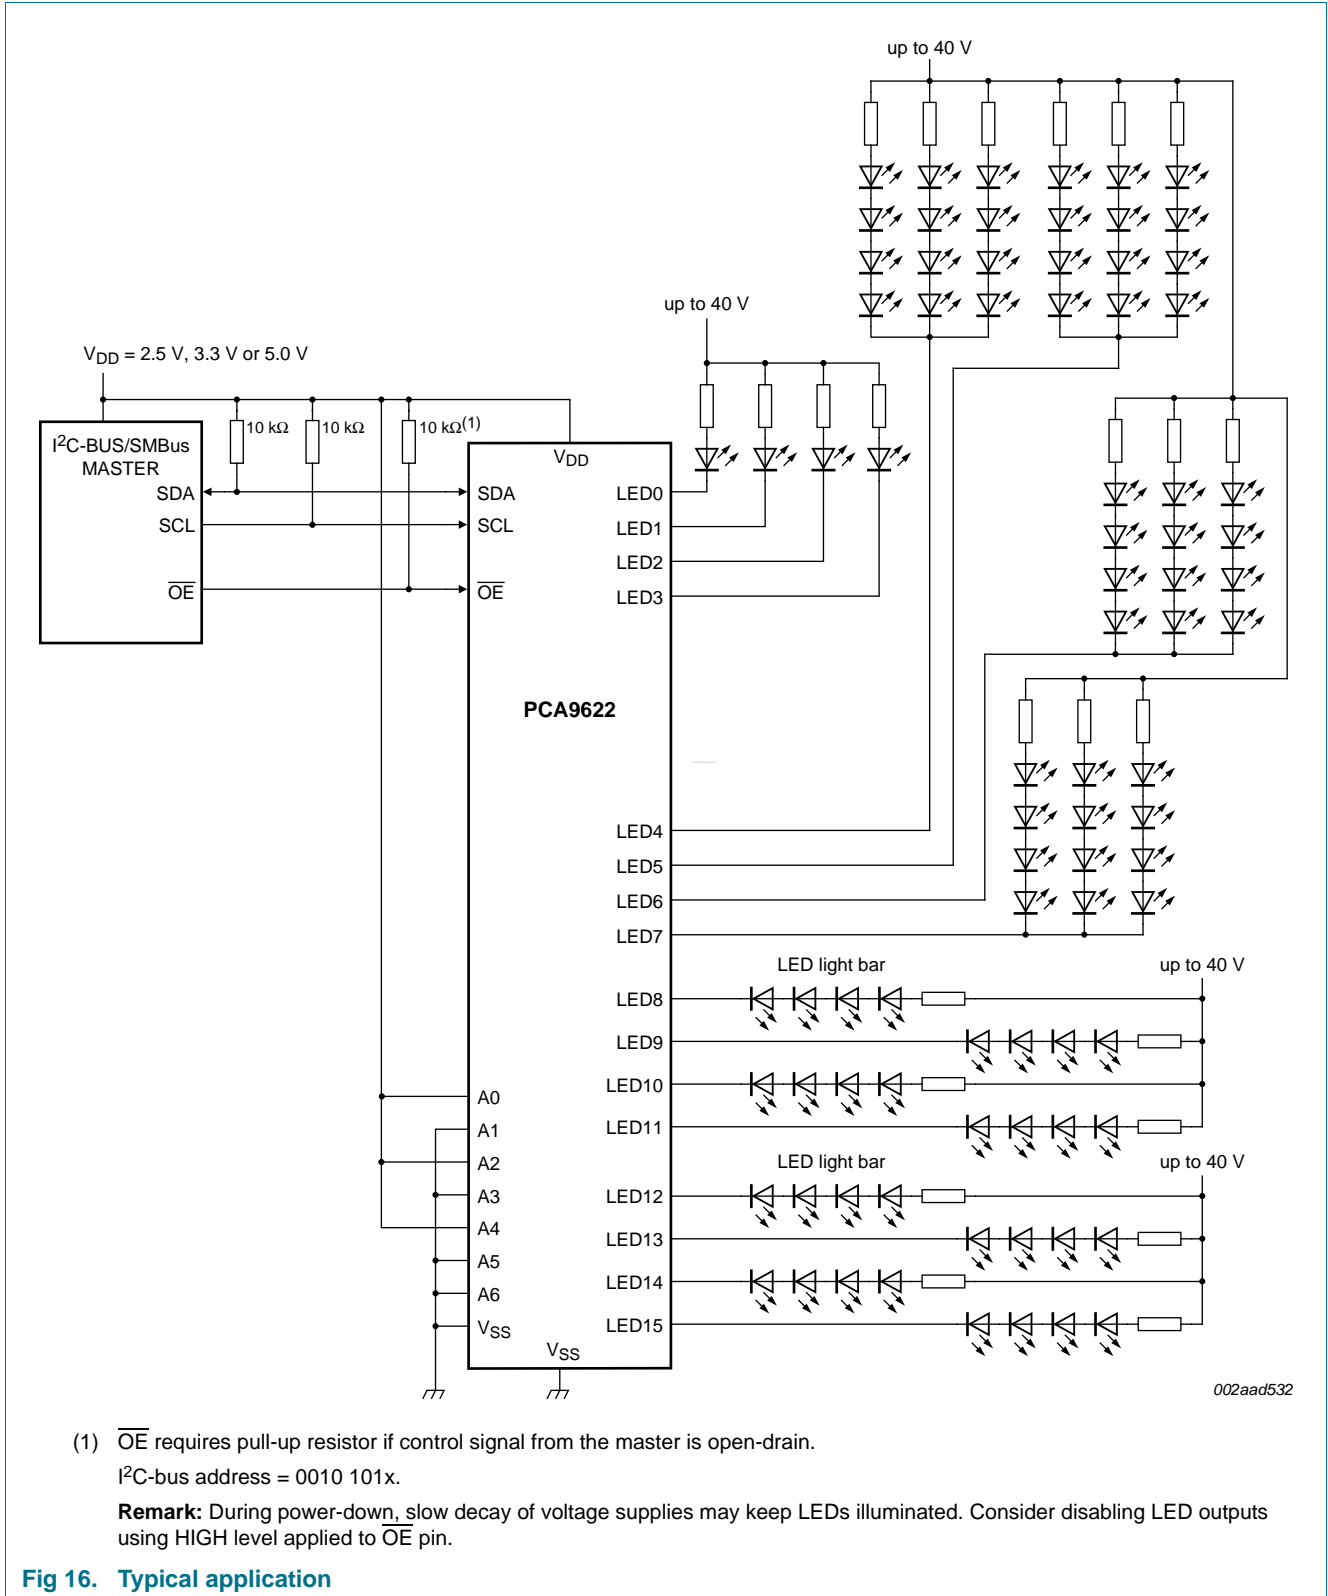 up to 40 V
up to 40 V
VDD = 2.5 V, 3.3 V or 5.0 V
10 kΩ
10 kΩ
10 kΩ(1)
I2C-BUS/SMBus
MASTER
SDA
SCL
OE
VDD
SDA
SCL
OE
LED0
LED1
LED2
LED3
PCA9622
LED4
LED5
LED6
LED7
LED light bar
up to 40 V
LED8
LED9
LED10
LED11
A0
A1
A2
A3
A4
A5
A6
VSS
VSS
LED light bar
up to 40 V
LED12
LED13
LED14
LED15
002aad532
(1) OE requires pull-up resistor if control signal from the master is open-drain.
I2C-bus address = 0010 101x.
Remark: During power-down, slow decay of voltage supplies may keep LEDs illuminated. Consider disabling LED outputs
using HIGH level applied to OE pin.
Fig 16. Typical application